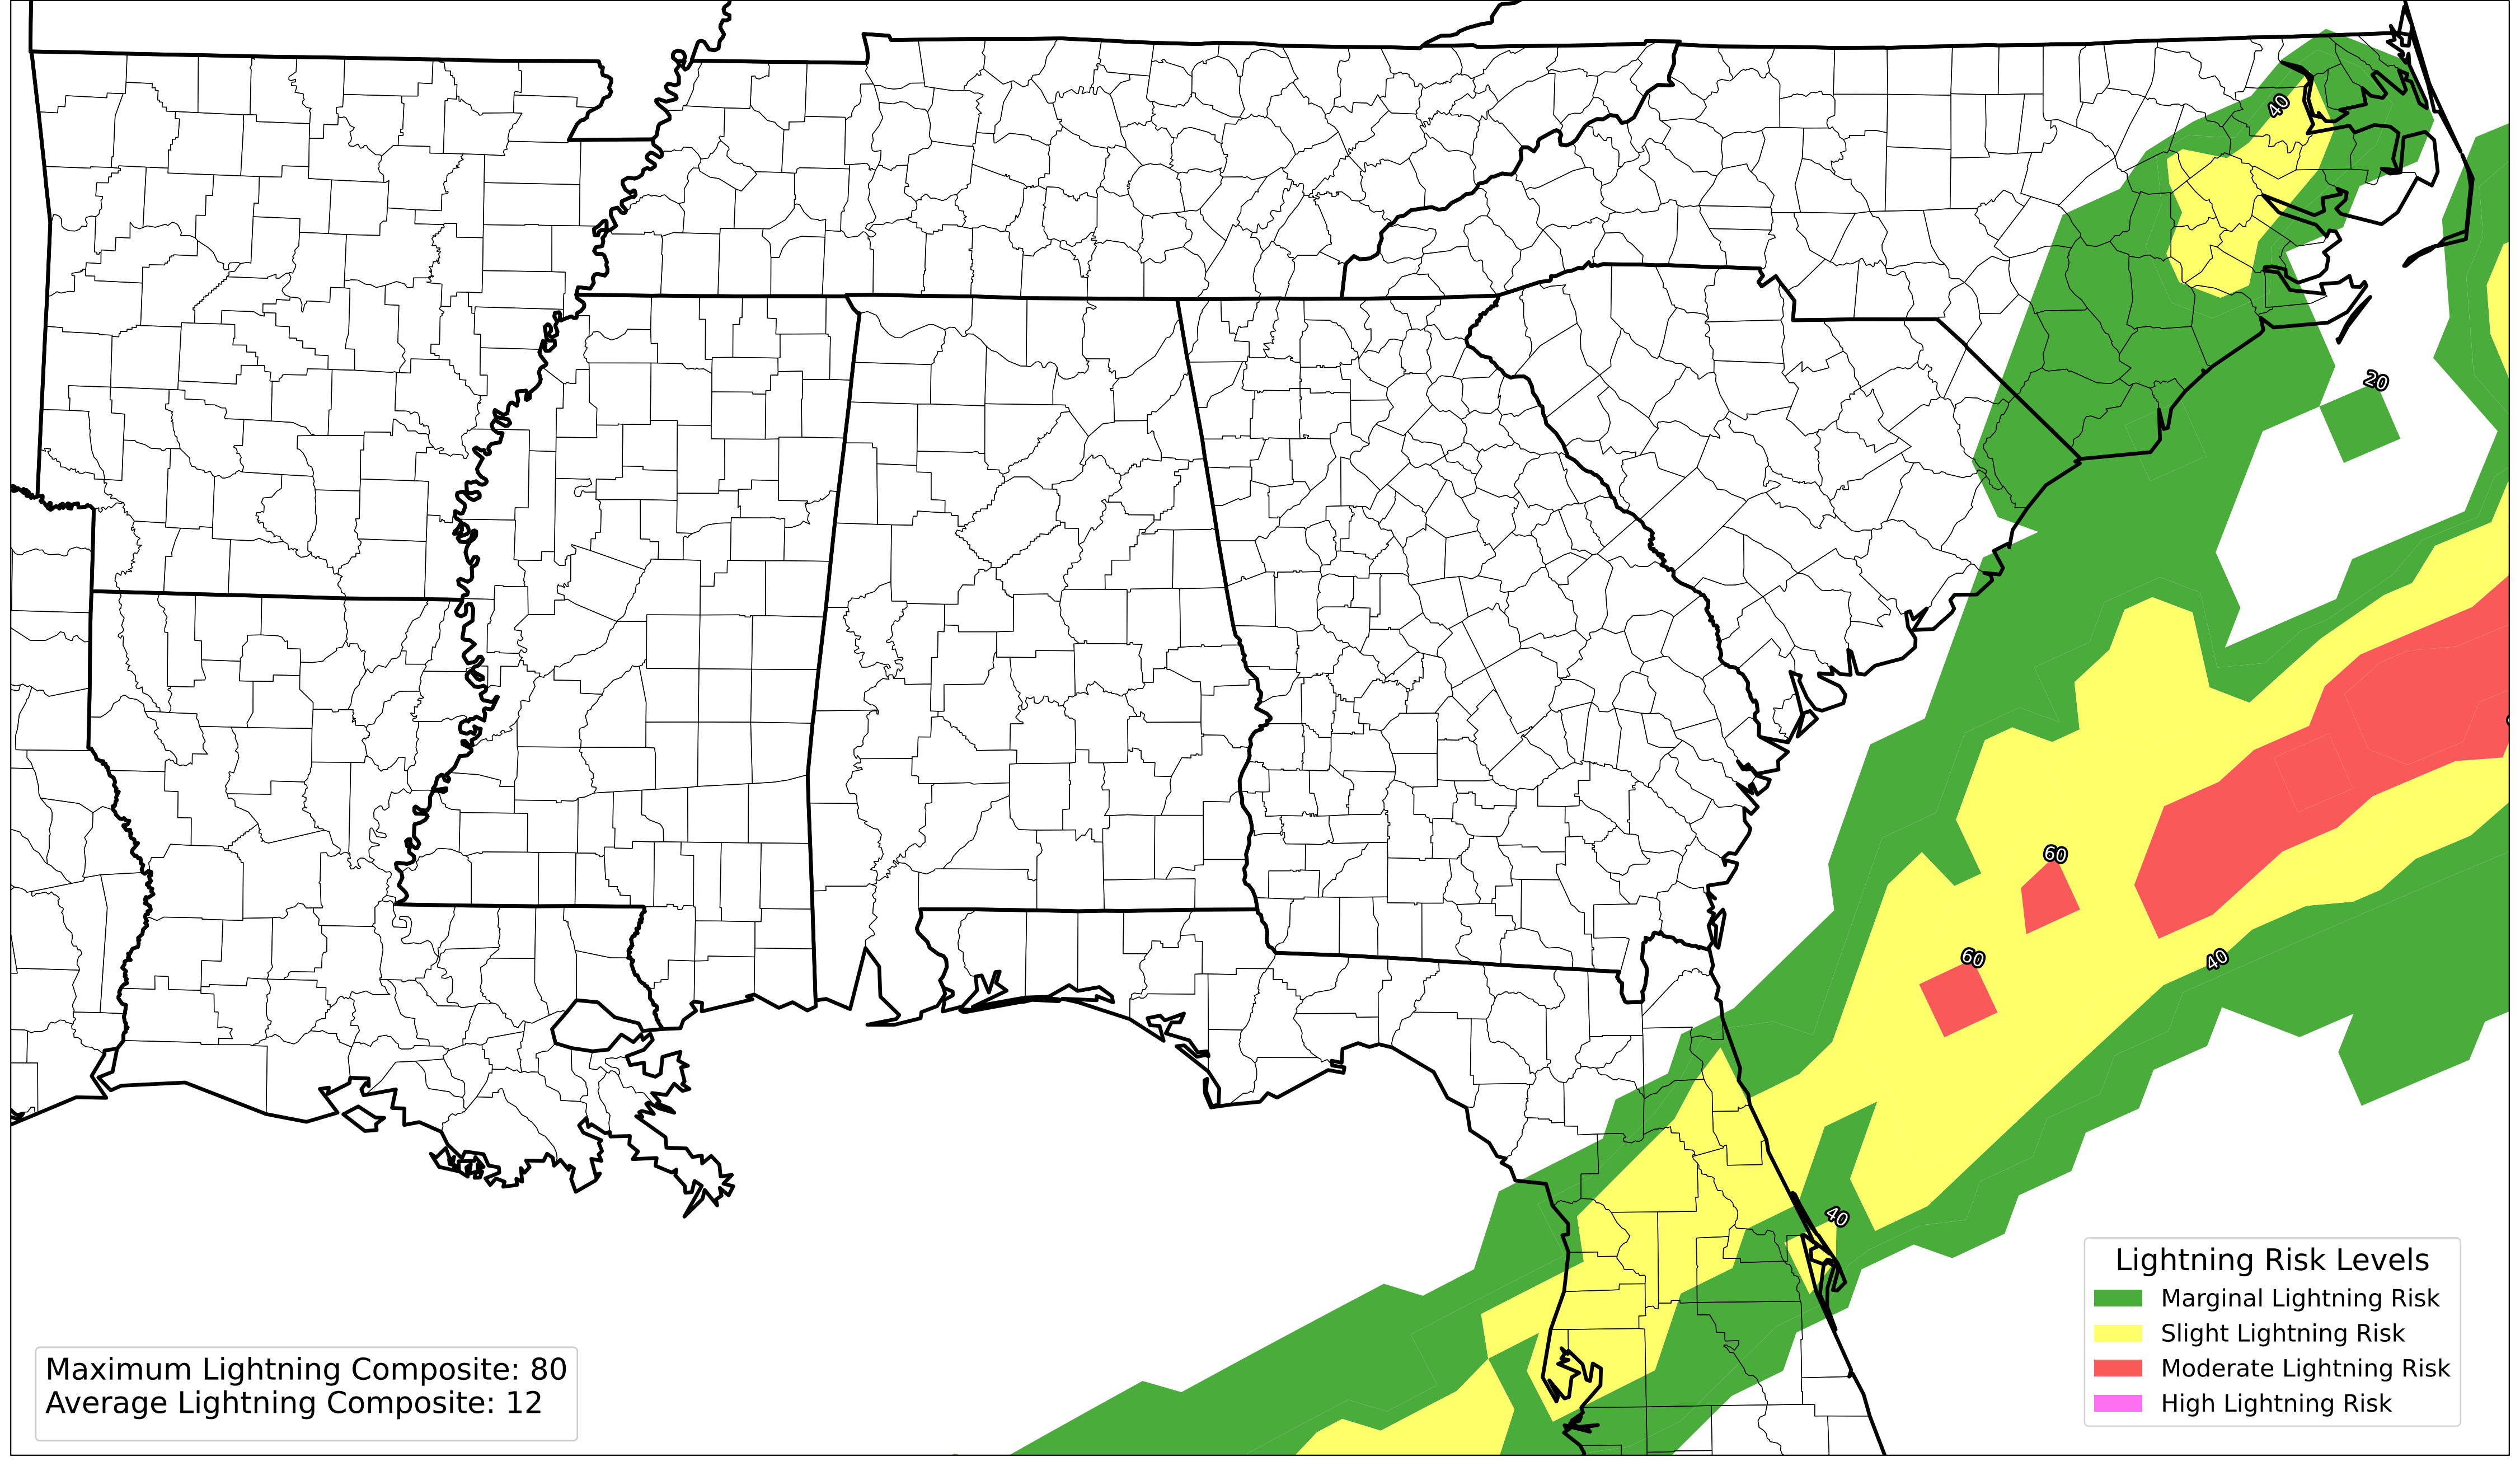 40
20
60
60
40
40
Lightning Risk Levels
Marginal Lightning Risk
Slight Lightning Risk
Moderate Lightning Risk
High Lightning Risk
Maximum Lightning Composite: 80
Average Lightning Composite: 12